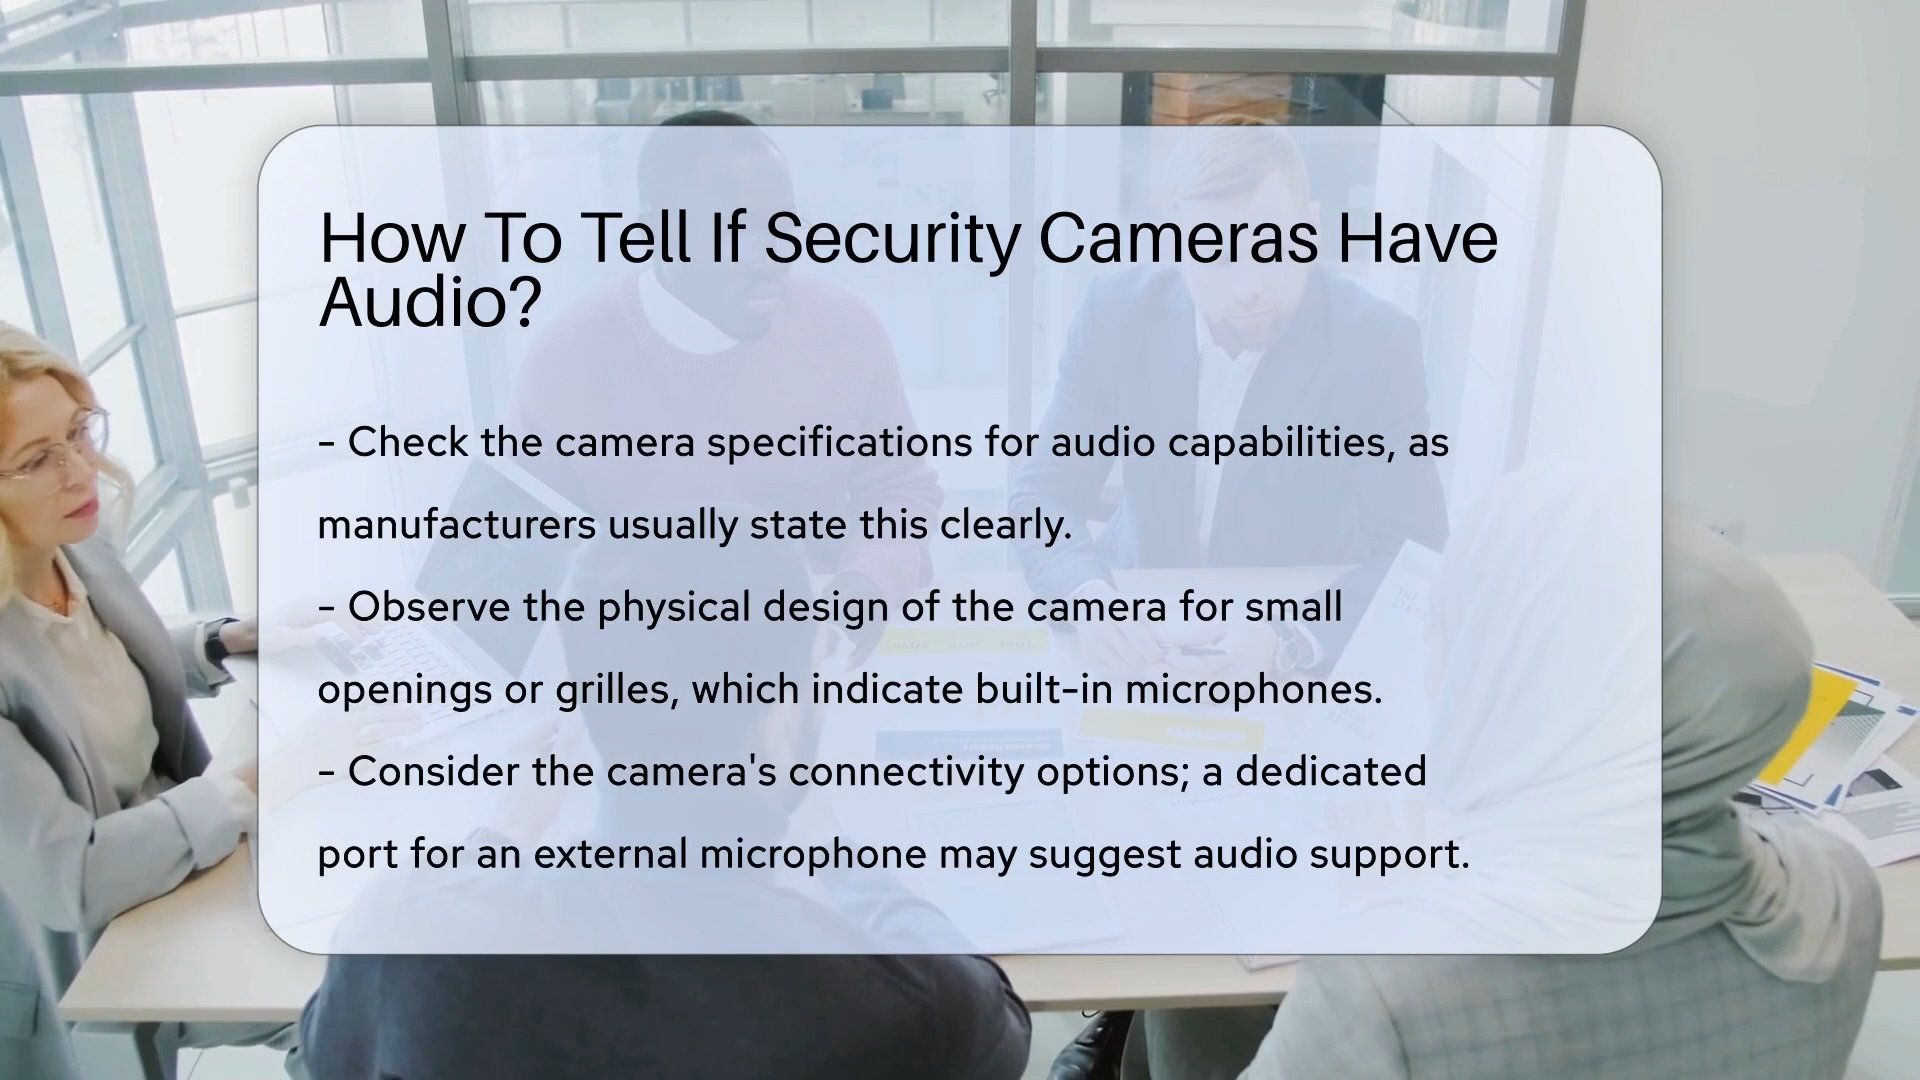 How To Tell If Security Cameras Have
Audio?
- Check the camera specifications for audio capabilities, as
manufacturers usually state this clearly.
- Observe the physical design of the camera for small
openings or grilles, which indicate built-in microphones.
- Consider the camera's connectivity options; a dedicated
port for an external microphone may suggest audio support.